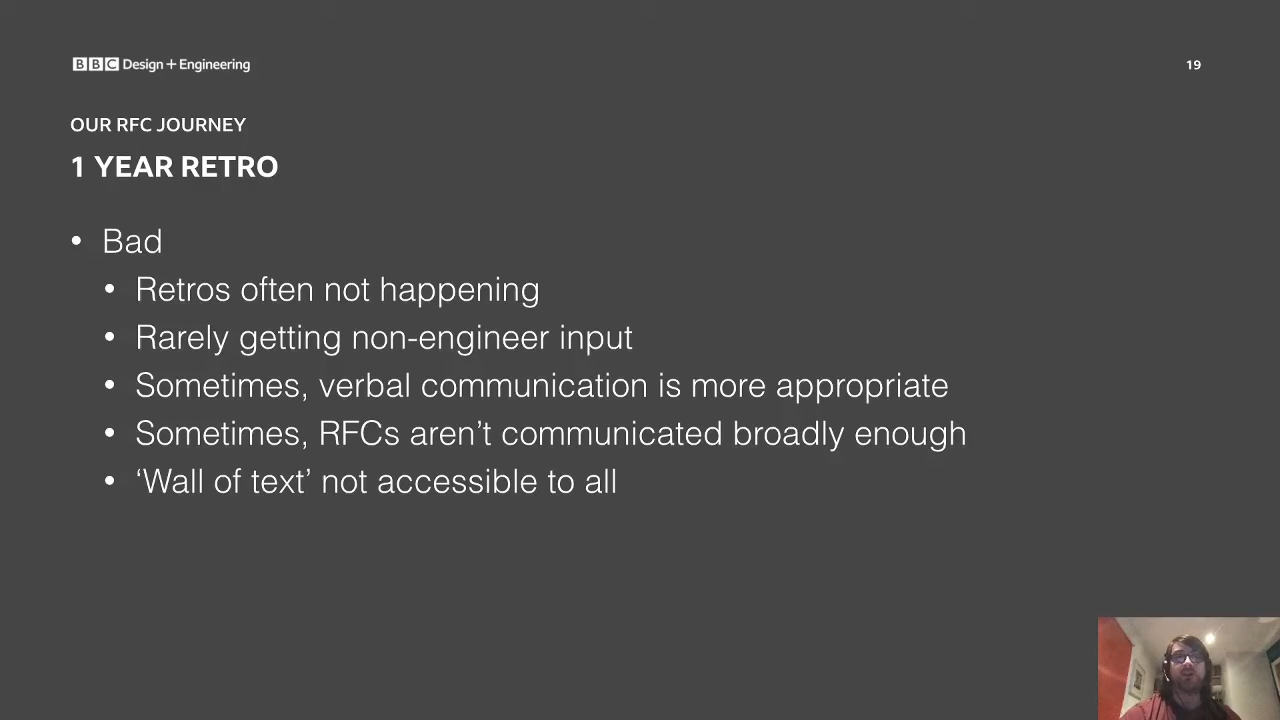 BBC Design + Engineering
19
OUR RFC JOURNEY
1 YEAR RETRO
• Bad
• Retros often not happening
• Rarely getting non-engineer input
• Sometimes, verbal communication is more appropriate
• Sometimes, RFCs aren’t communicated broadly enough
• ‘Wall of text’ not accessible to all